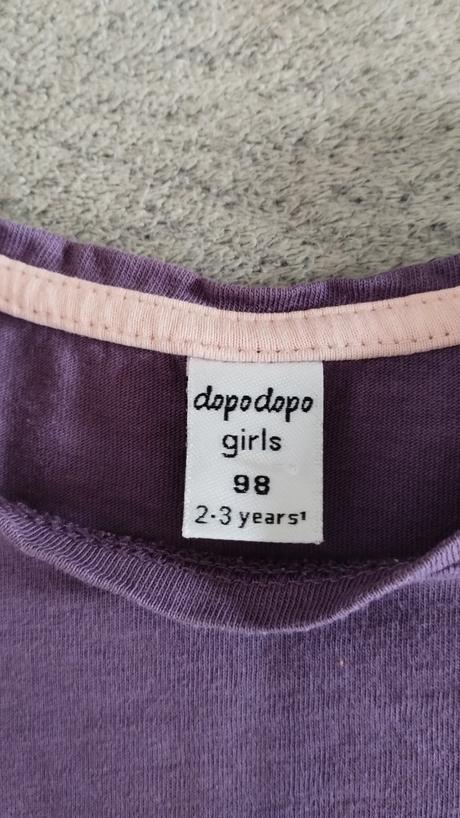 dopodopo
girls
98
2-3 years¹